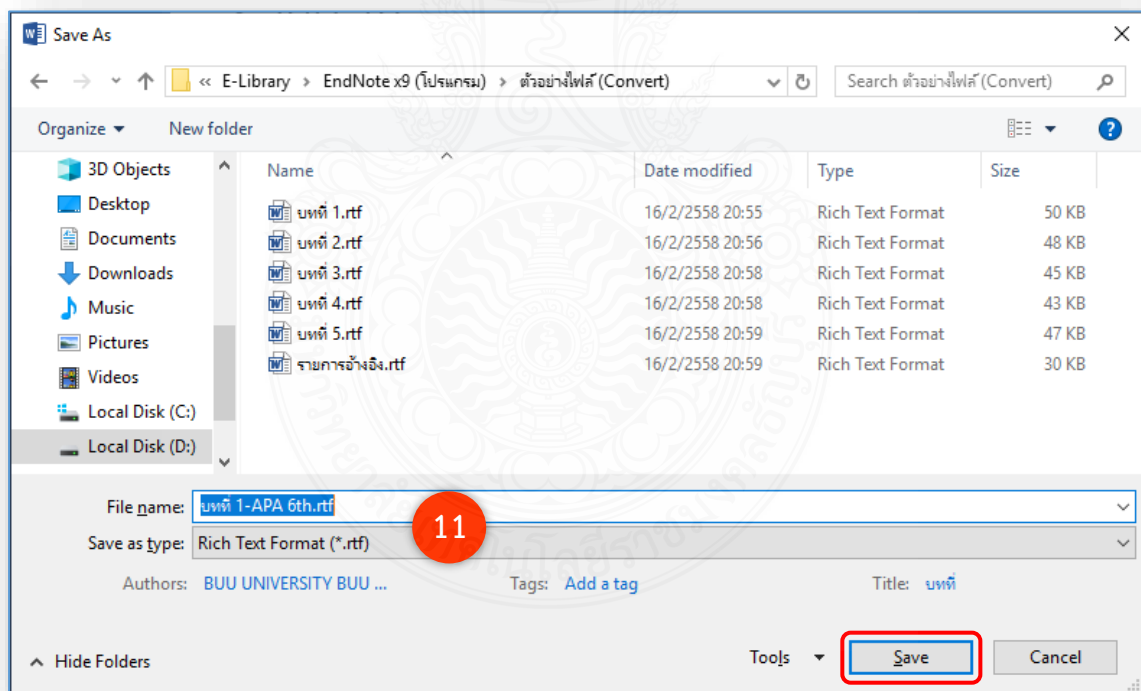 Save As
« E-Library > EndNote x9 (โปรแกรม) > ตัวอย่างไฟล์ (Convert)
Search ตัวอย่างไฟล์ (Convert)
Organize
New folder
?
3D Objects
Desktop
Documents
Downloads
Music
Pictures
Videos
Local Disk (C:)
Local Disk (D:)
Name Date modified Type Size
บทที่ 1.rtf 16/2/2558 20:55 Rich Text Format 50 KB
บทที่ 2.rtf 16/2/2558 20:56 Rich Text Format 48 KB
บทที่ 3.rtf 16/2/2558 20:58 Rich Text Format 45 KB
บทที่ 4.rtf 16/2/2558 20:58 Rich Text Format 43 KB
บทที่ 5.rtf 16/2/2558 20:59 Rich Text Format 47 KB
รายการอ้างอิง.rtf 16/2/2558 20:59 Rich Text Format 30 KB
File name: บทที่ 1-APA 6th.rtf
11
Save as type: Rich Text Format (*.rtf)
Authors: BUU UNIVERSITY BUU ... Tags: Add a tag Title: บทที่
Hide Folders Tools Save Cancel